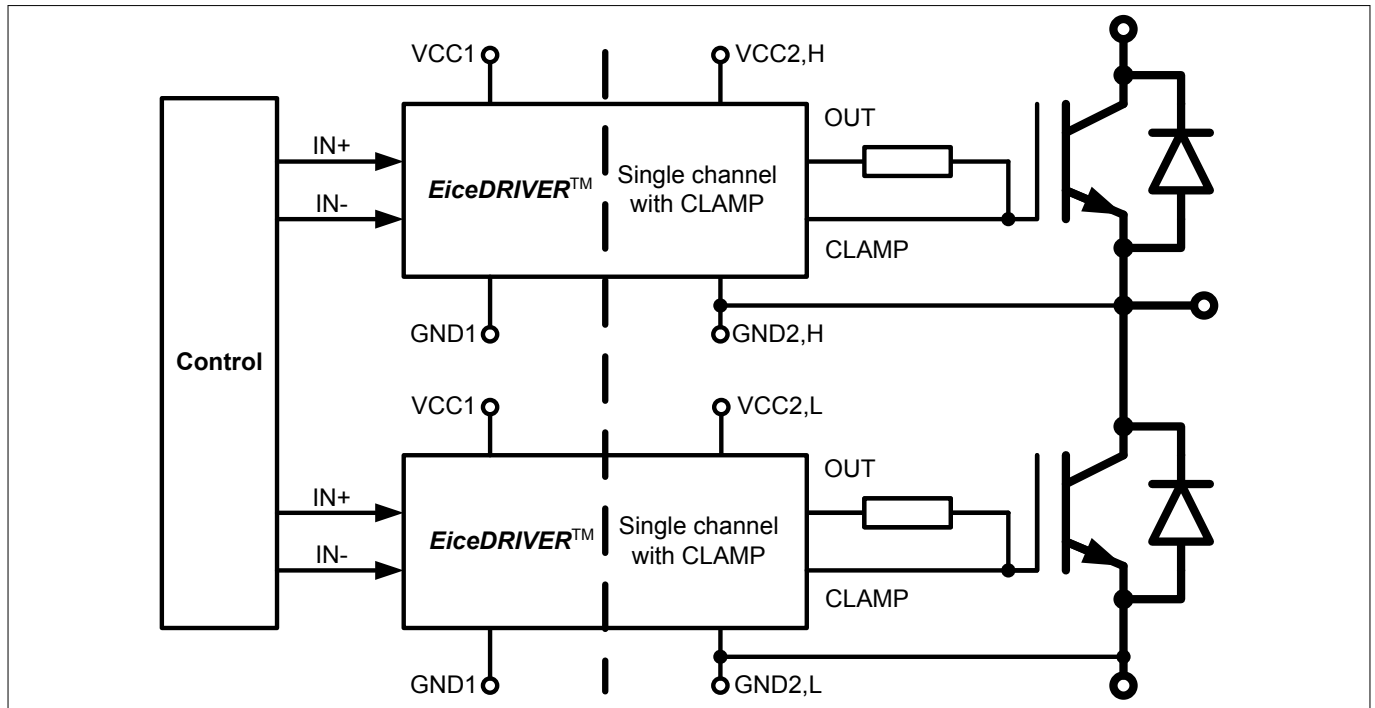 VCC1
VCC2,H
OUT
IN+
EiceDRIVER™
Single channel
with CLAMP
IN-
CLAMP
GND1
GND2,H
Control
VCC1
VCC2,L
OUT
IN+
EiceDRIVER™
Single channel
with CLAMP
IN-
CLAMP
GND1
GND2,L